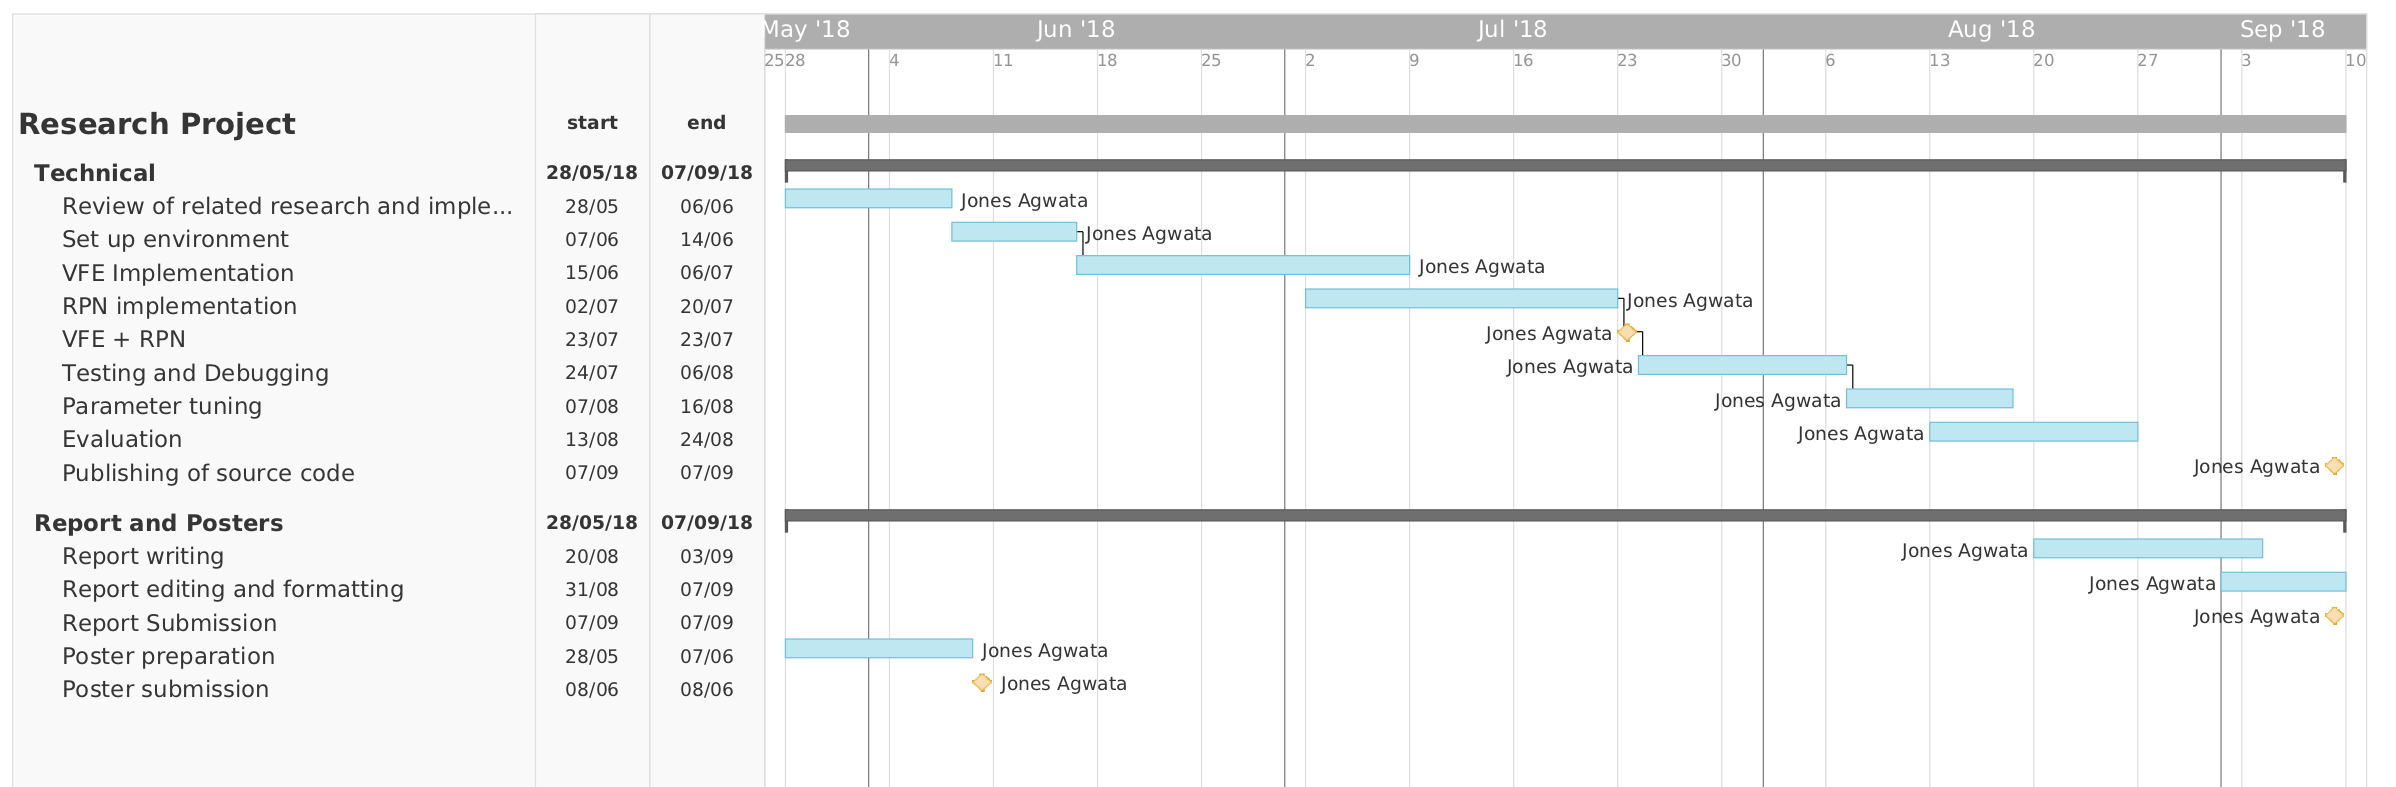 May '18 Jun '18 Jul '18 Aug '18 Sep '18
25 28 4 11 18 25 2 9 16 23 30 6 13 20 27 3 10
Research Project start end
Technical 28/05/18 07/09/18
Review of related research and imple... 28/05 06/06 Jones Agwata
Set up environment 07/06 14/06 Jones Agwata
VFE Implementation 15/06 06/07 Jones Agwata
RPN implementation 02/07 20/07 Jones Agwata
VFE + RPN 23/07 23/07 Jones Agwata
Testing and Debugging 24/07 06/08 Jones Agwata
Parameter tuning 07/08 16/08 Jones Agwata
Evaluation 13/08 24/08 Jones Agwata
Publishing of source code 07/09 07/09 Jones Agwata
Report and Posters 28/05/18 07/09/18
Report writing 20/08 03/09 Jones Agwata
Report editing and formatting 31/08 07/09 Jones Agwata
Report Submission 07/09 07/09 Jones Agwata
Poster preparation 28/05 07/06 Jones Agwata
Poster submission 08/06 08/06 Jones Agwata